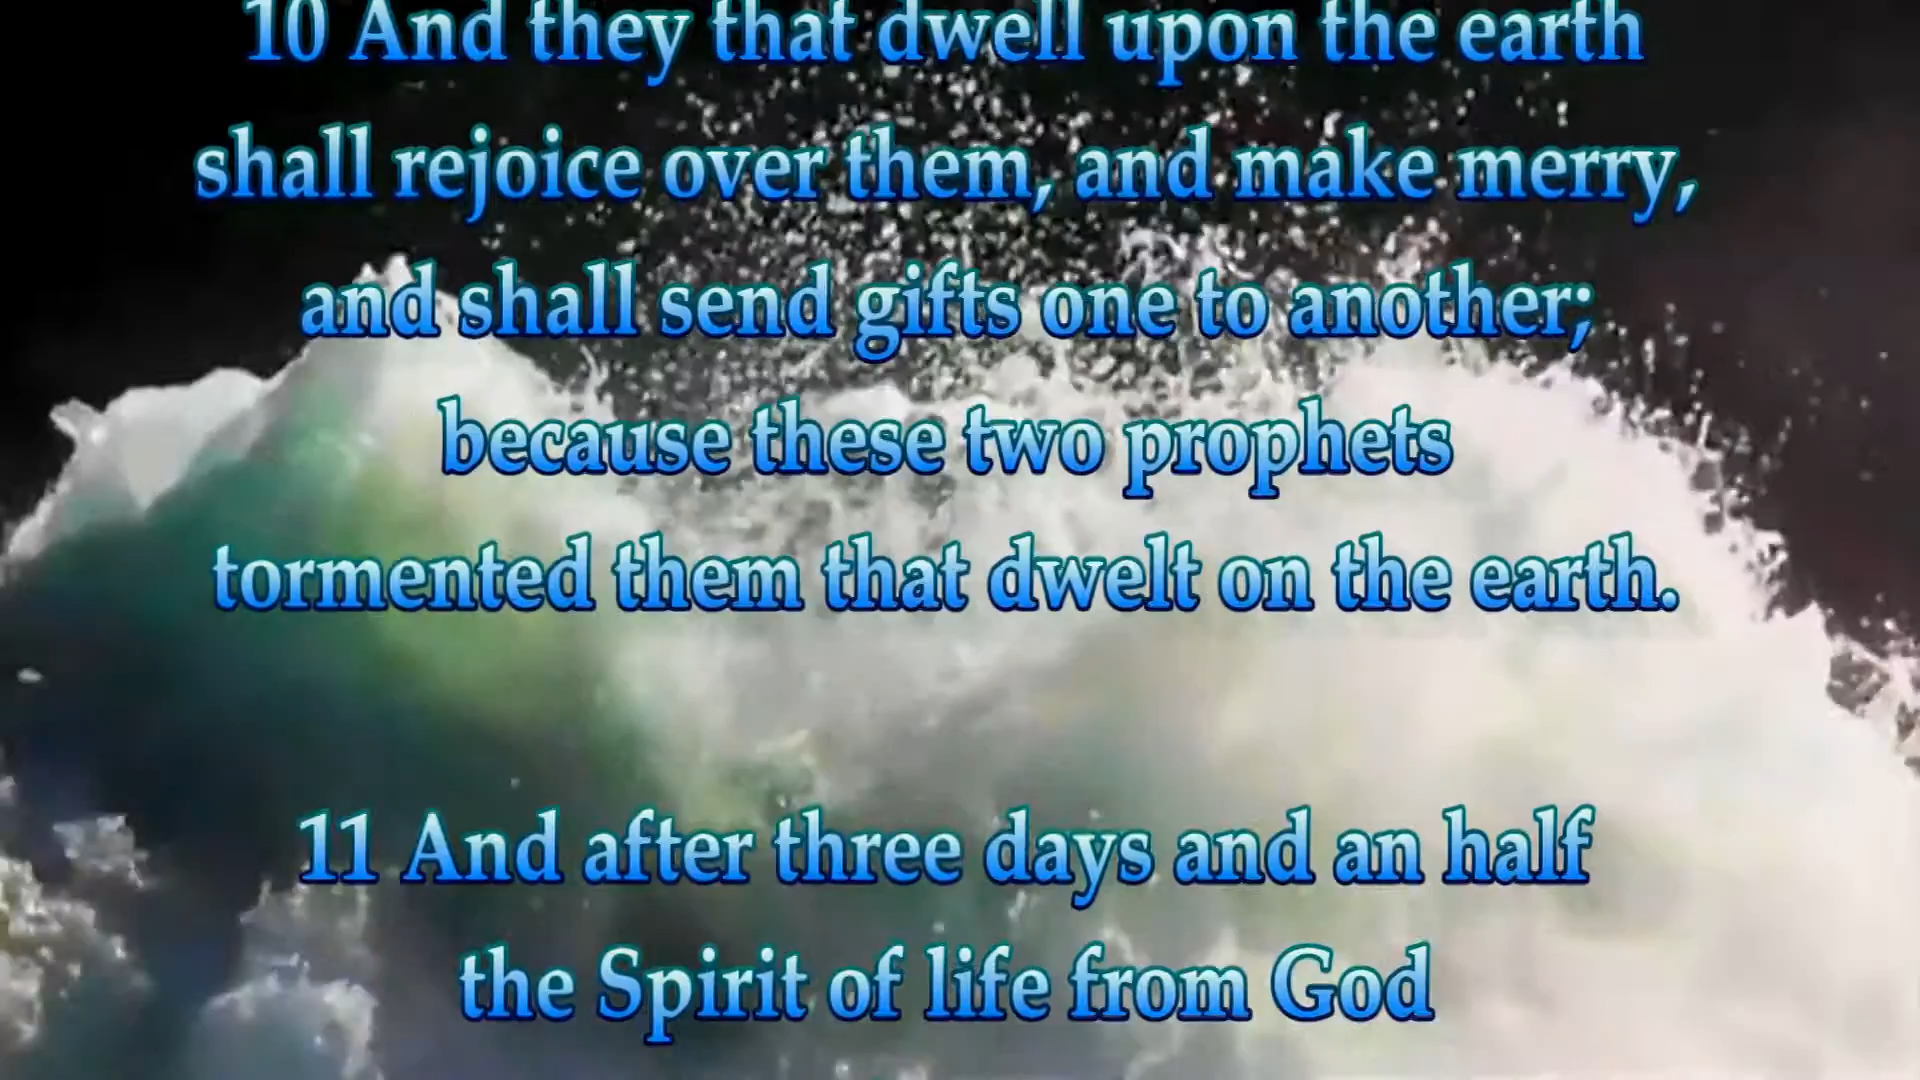 10 And they that dwell upon the earth
shall rejoice over them, and make merry,
and shall send gifts one to another;
because these two prophets
tormented them that dwelt on the earth.
11 And after three days and an half
the Spirit of life from God